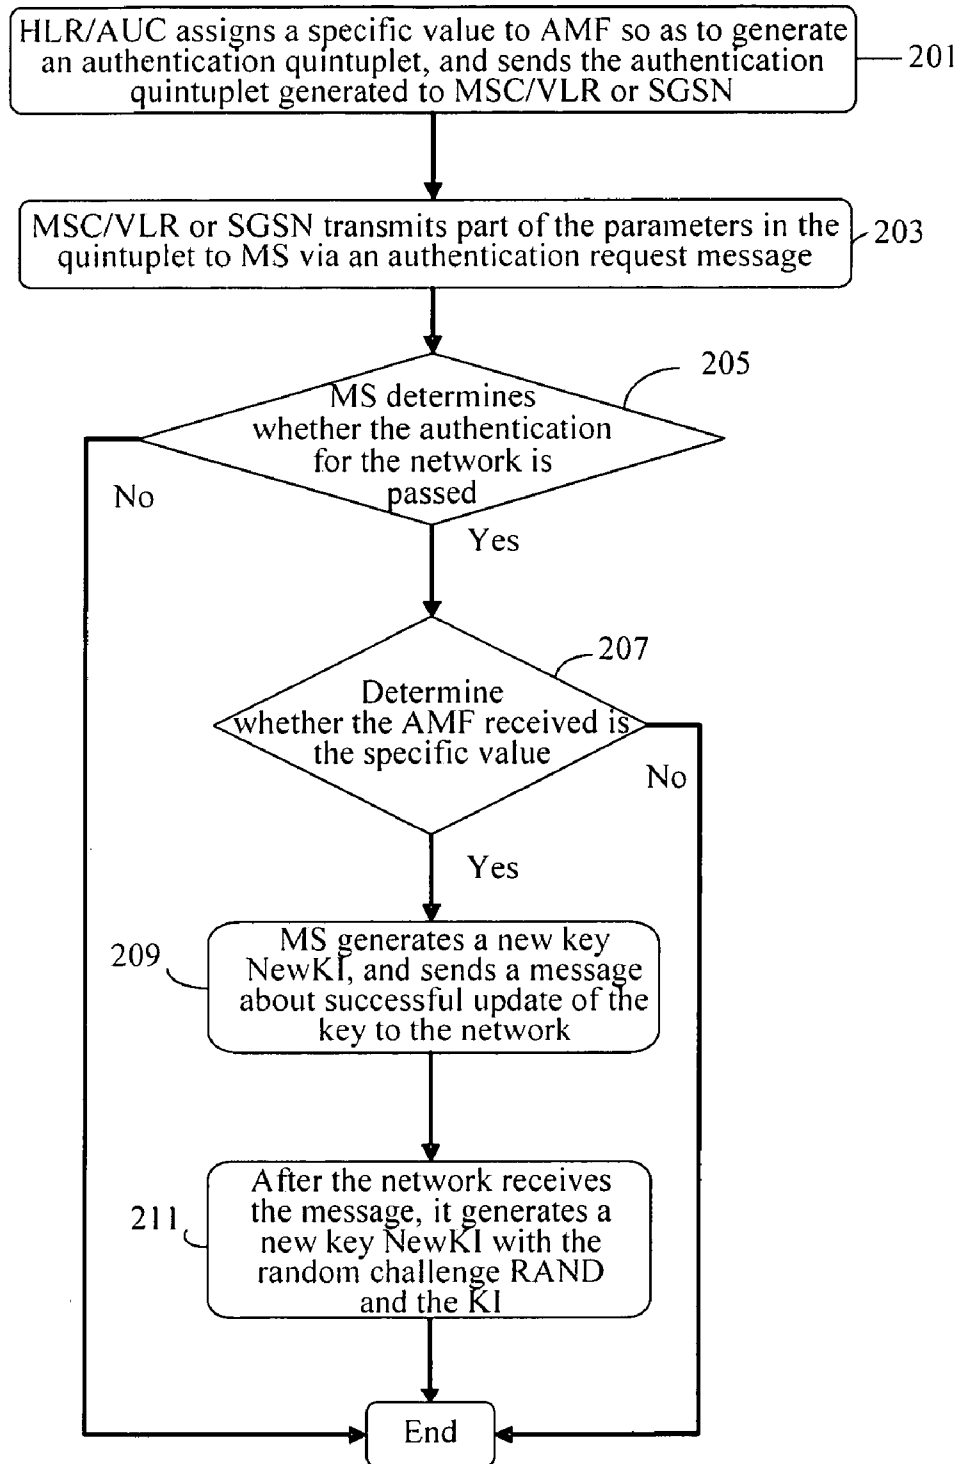 HLR/AUC assigns a specific value to AMF so as to generate
an authentication quintuplet, and sends the authentication
quintuplet generated to MSC/VLR or SGSN
201
MSC/VLR or SGSN transmits part of the parameters in the
quintuplet to MS via an authentication request message
203
205
MS determines
whether the authentication
for the network is
passed
No
Yes
207
Determine
whether the AMF received is
the specific value
No
Yes
209
MS generates a new key
NewKI, and sends a message
about successful update of the
key to the network
211
After the network receives
the message, it generates a
new key NewKI with the
random challenge RAND
and the KI
End